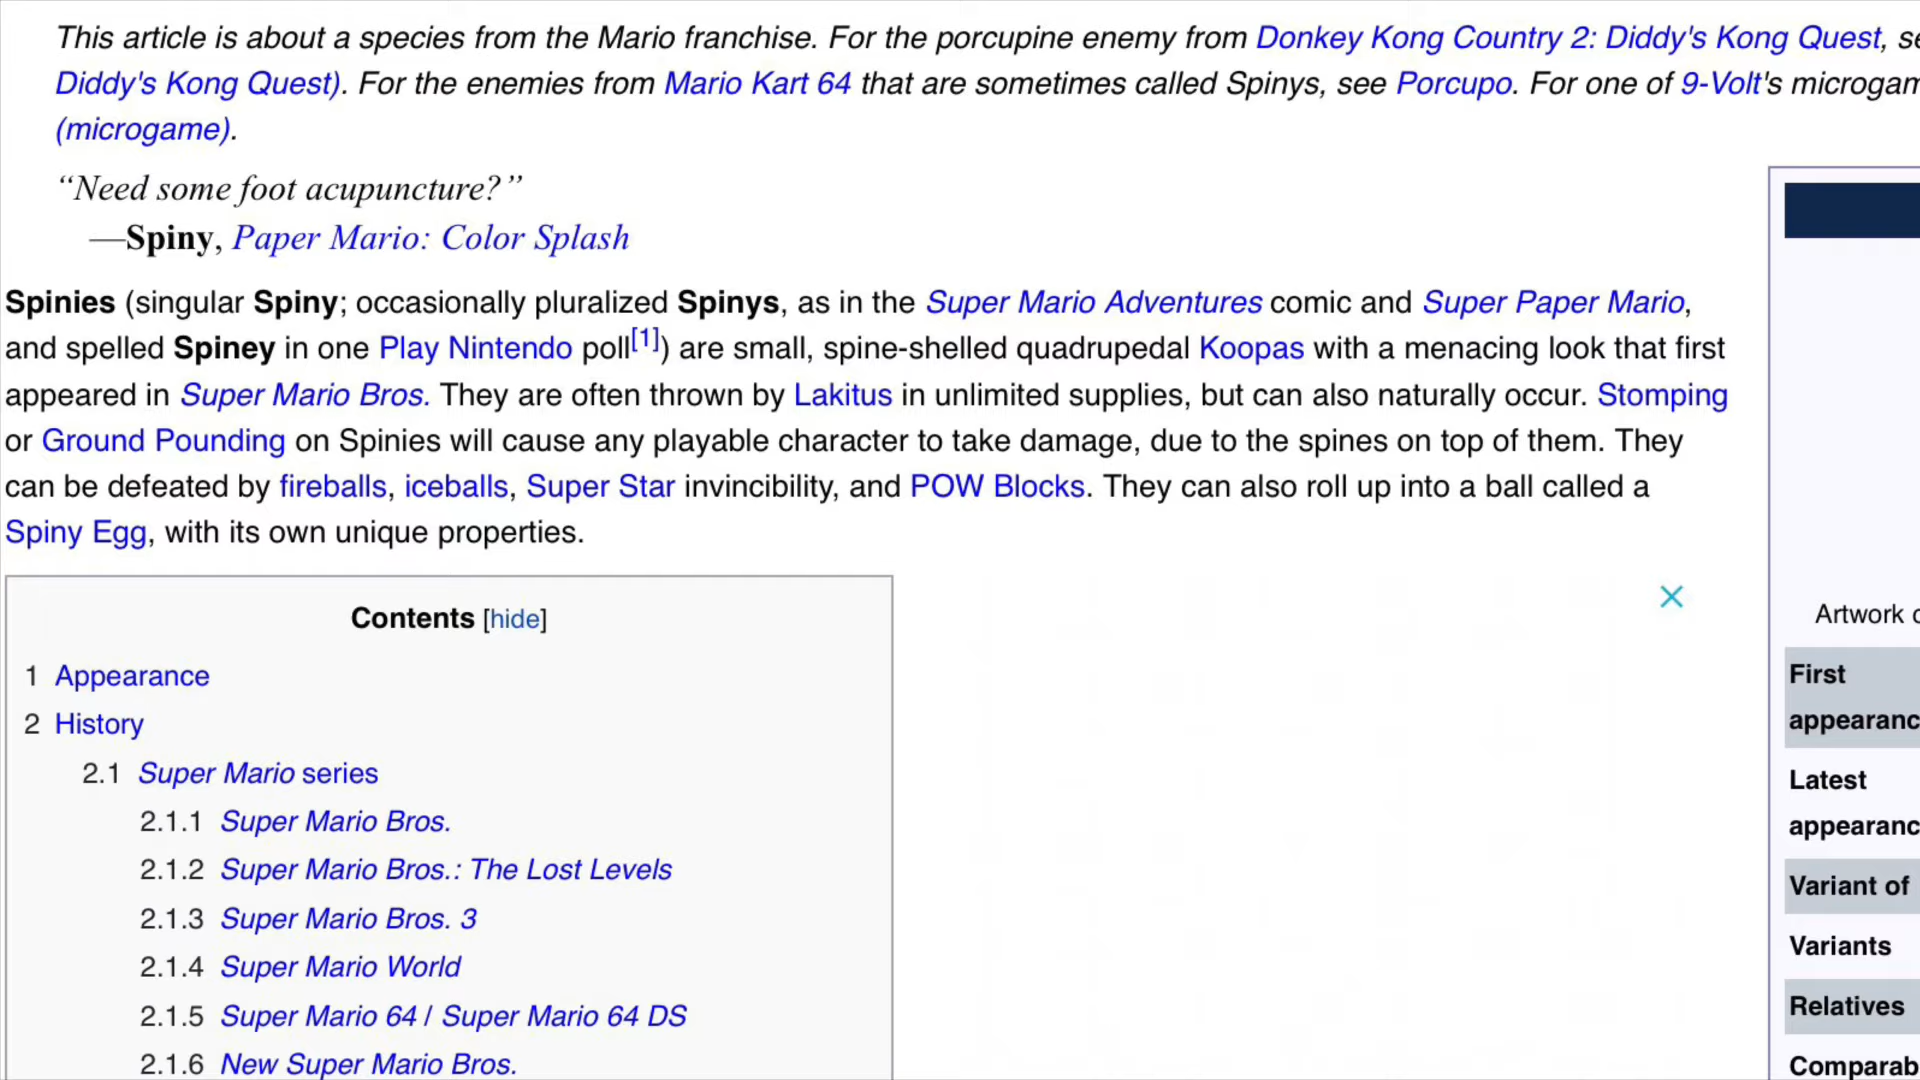 This article is about a species from the Mario franchise. For the porcupine enemy from Donkey Kong Country 2: Diddy's Kong Quest,
Diddy's Kong Quest). For the enemies from Mario Kart 64 that are sometimes called Spinys, see Porcupo. For one of 9-Volt's
(microgame).
“Need some foot acupuncture?”
—Spiny, Paper Mario: Color Splash
Spinies (singular Spiny; occasionally pluralized Spinys, as in the Super Mario Adventures comic and Super Paper Mario,
and spelled Spiney in one Play Nintendo poll[1]) are small, spine-shelled quadrupedal Koopas with a menacing look that first
appeared in Super Mario Bros. They are often thrown by Lakitus in unlimited supplies, but can also naturally occur. Stomping
or Ground Pounding on Spinies will cause any playable character to take damage, due to the spines on top of them. They
can be defeated by fireballs, iceballs, Super Star invincibility, and POW Blocks. They can also roll up into a ball called a
Spiny Egg, with its own unique properties.
Contents [hide]
1 Appearance
2 History
2.1 Super Mario series
2.1.1 Super Mario Bros.
2.1.2 Super Mario Bros.: The Lost Levels
2.1.3 Super Mario Bros. 3
2.1.4 Super Mario World
2.1.5 Super Mario 64 / Super Mario 64 DS
2.1.6 New Super Mario Bros.
Artwork
First
appearanc
Latest
appearanc
Variant of
Variants
Relatives
Comparab